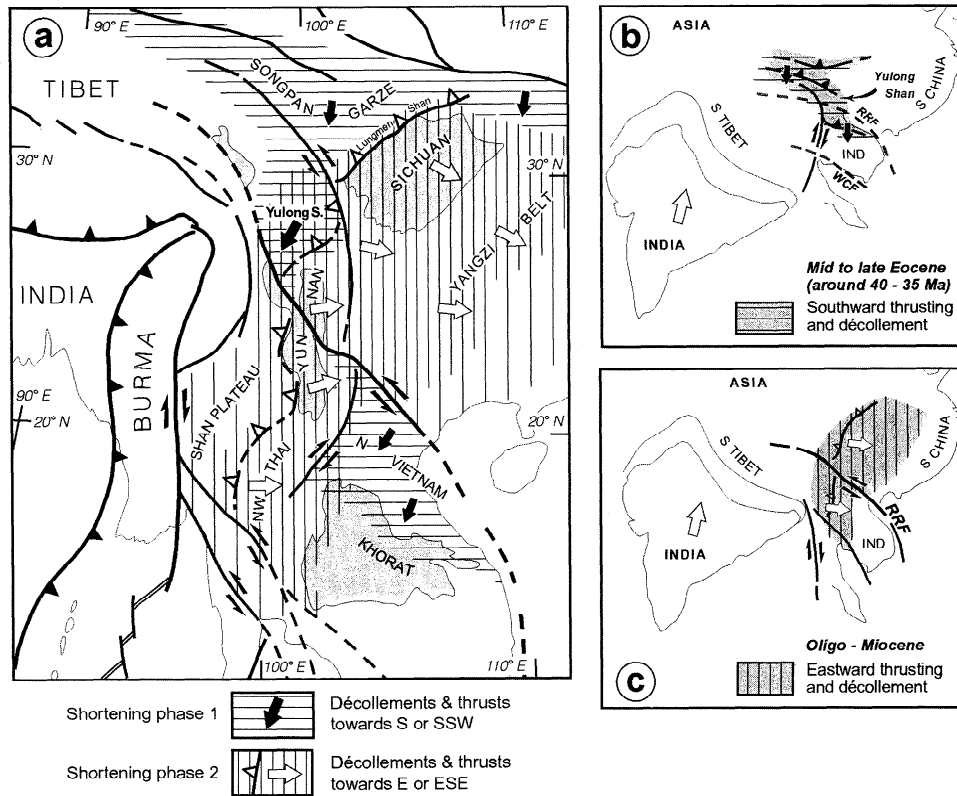 a
90° E
100° E
110° E
TIBET
SONGPAN
GARZE
Lungmen Shan
SICHUAN
30° N
30° N
Yulong S.
YANGZI
BELT
INDIA
NAN
YUN
BURMA
90° E
20° N
20° N
SHAN PLATEAU
THAI
NW
N
VIETNAM
KHORAT
100° E
110° E
Shortening phase 1
Décollements & thrusts
towards S or SSW
Shortening phase 2
Décollements & thrusts
towards E or ESE
b
ASIA
S CHINA
Yulong
Shan
S TIBET
RRF
IND
WCF
INDIA
Mid to late Eocene
(around 40 - 35 Ma)
Southward thrusting
and décollement
ASIA
S CHINA
S TIBET
RRF
IND
INDIA
Oligo - Miocene
c
Eastward thrusting
and décollement